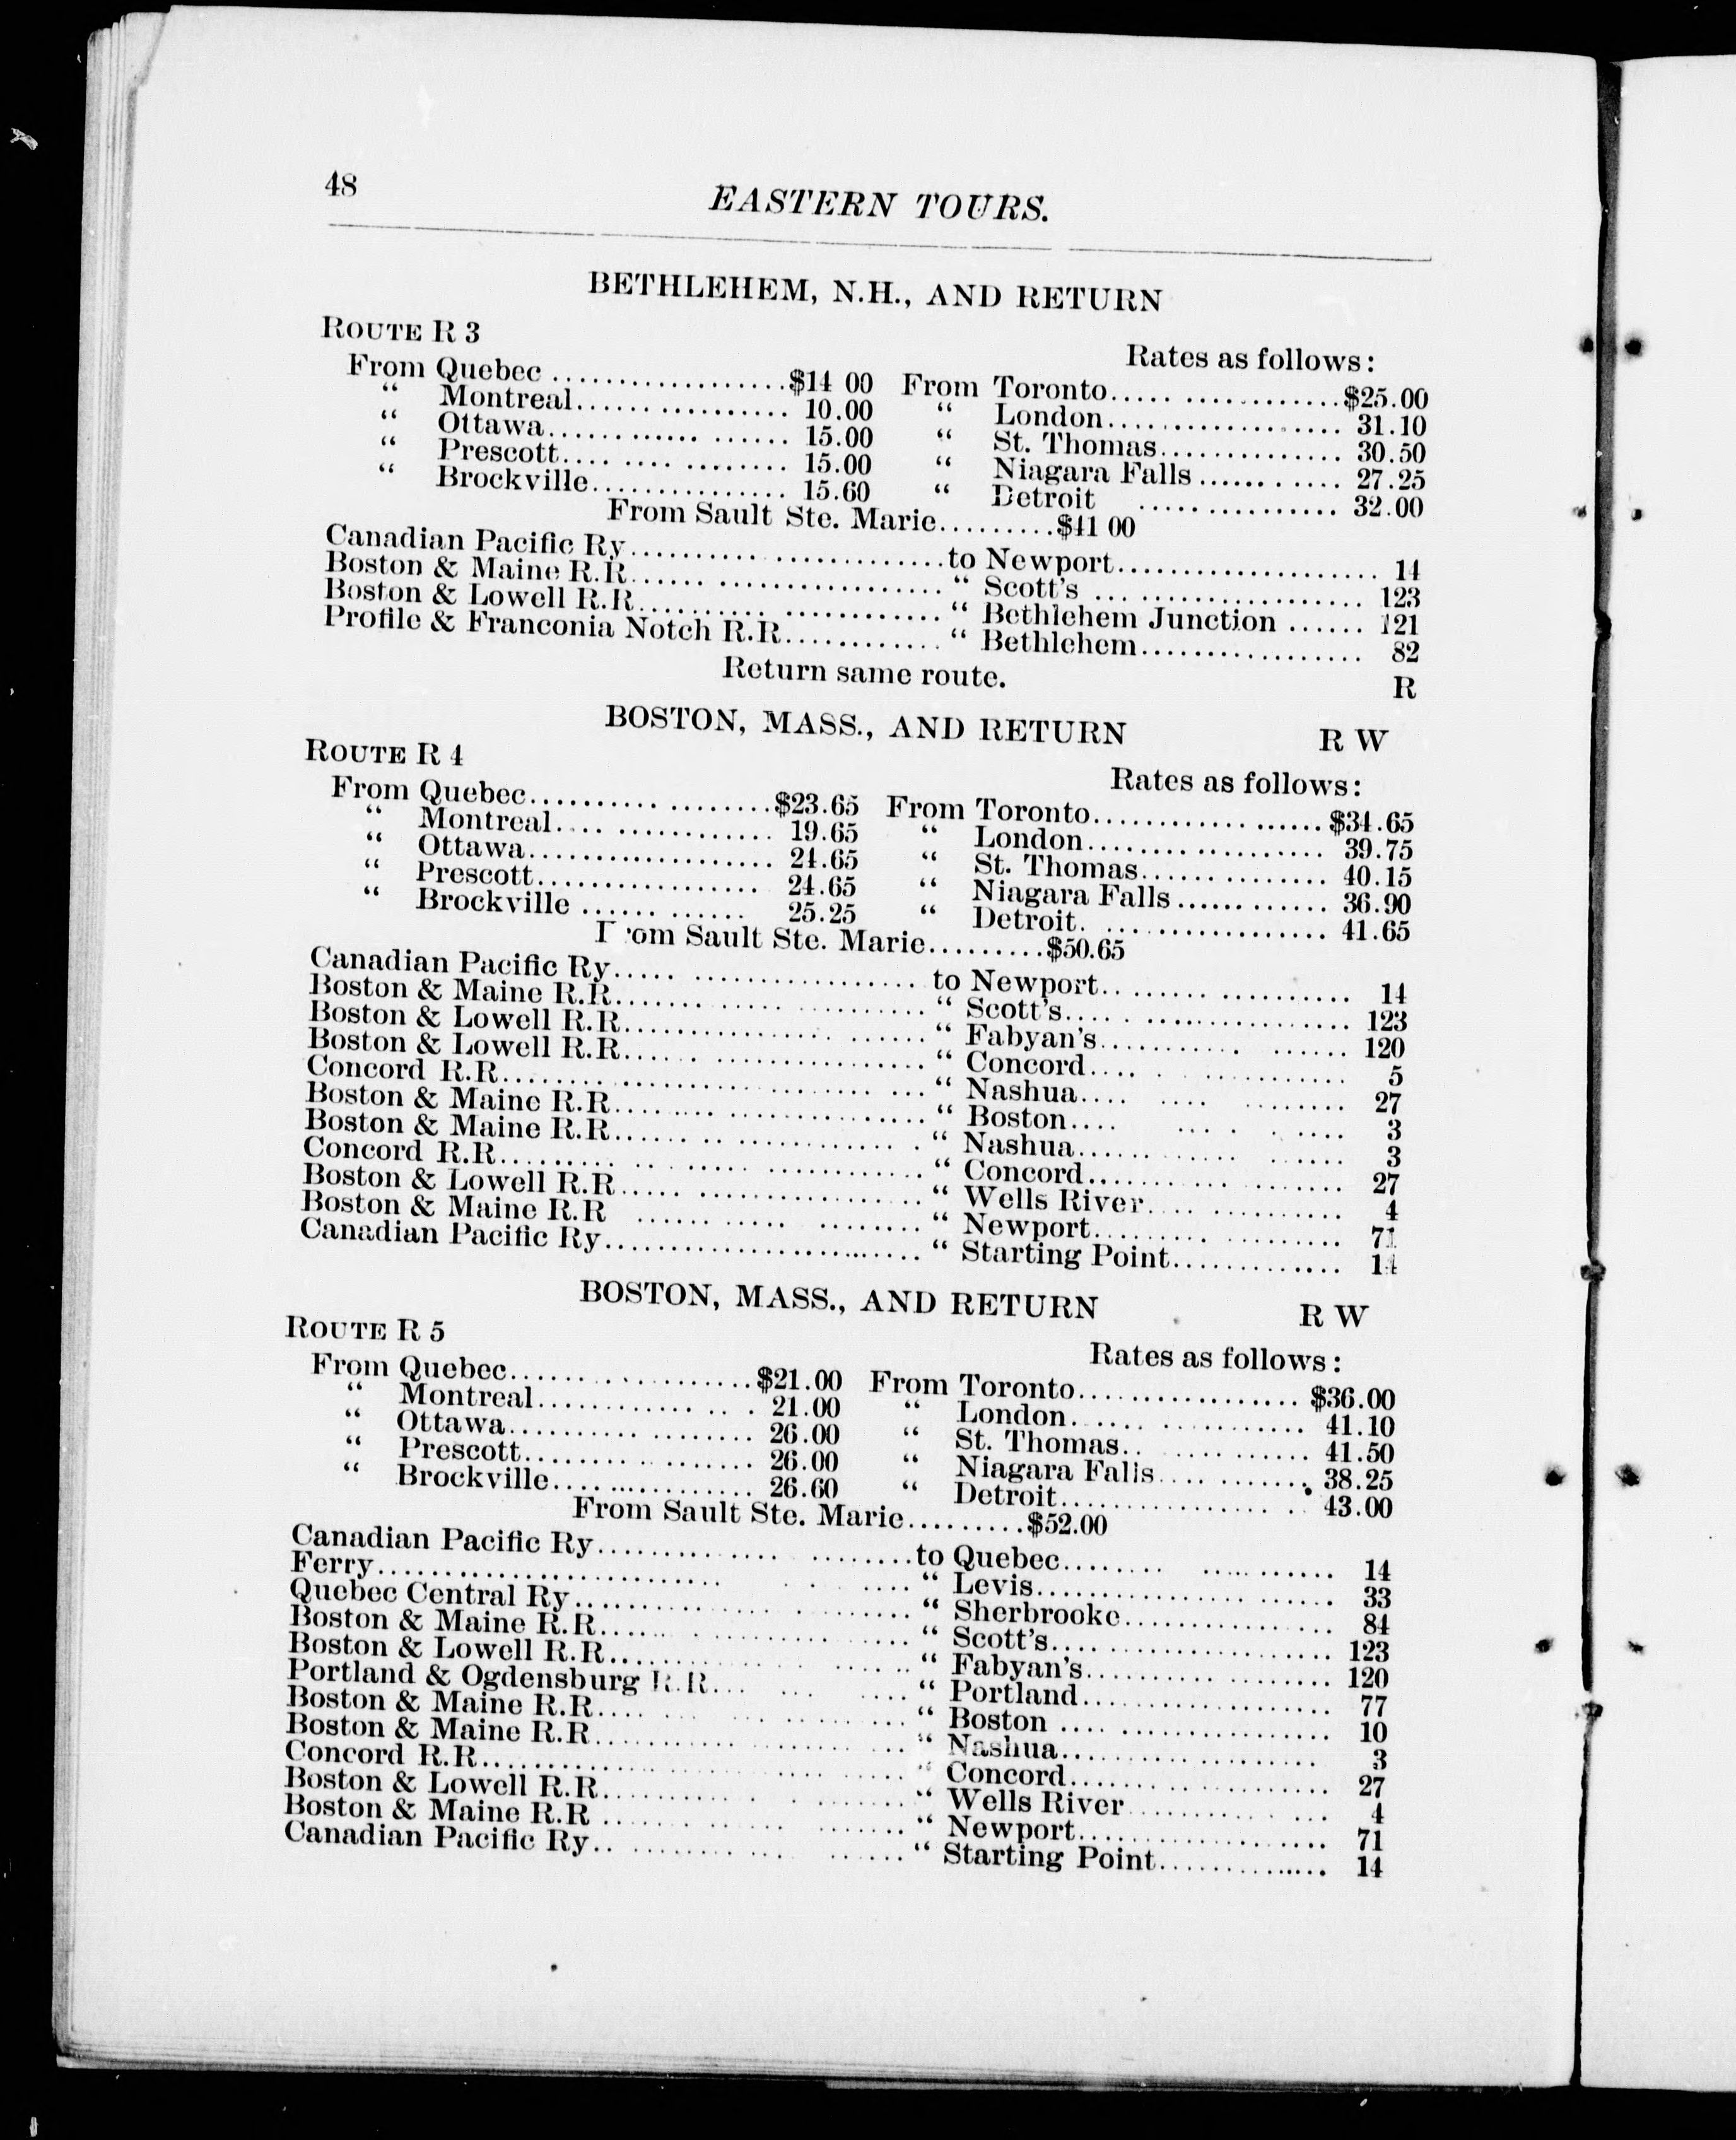 48
EASTERN TOURS.
BETHLEHEM, N.H., AND RETURN
ROUTE R 3
Rates as follows:
From Quebec ..................$14 00 From Toronto..................$25.00
“ Montreal................ 10.00 “ London.................. 31.10
“ Ottawa.................. 15.00 “ St. Thomas.............. 30.50
“ Prescott................. 15.00 “ Niagara Falls ........... 27.25
“ Brockville............... 15.60 “ Detroit ............... 32.00
From Sault Ste. Marie.........$41 00
Canadian Pacific Ry........................to Newport.................... 14
Boston & Maine R.R........................ “ Scott's .................... 123
Boston & Lowell R.R....................... “ Bethlehem Junction ...... 121
Profile & Franconia Notch R.R............ “ Bethlehem................. 82
Return same route. R
BOSTON, MASS., AND RETURN R W
ROUTE R 4
Rates as follows:
From Quebec..................$23.65 From Toronto..................$34.65
“ Montreal................ 19.65 “ London.................. 39.75
“ Ottawa................... 24.65 “ St. Thomas.............. 40.15
“ Prescott................. 24.65 “ Niagara Falls............ 36.90
“ Brockville ............ 25.25 “ Detroit.................. 41.65
From Sault Ste. Marie.........$50.65
Canadian Pacific Ry...................... to Newport................... 14
Boston & Maine R.R....................... “ Scott's..................... 123
Boston & Lowell R.R...................... “ Fabyan's.................. 120
Boston & Lowell R.R...................... “ Concord................... 5
Concord R.R............................... “ Nashua.................... 27
Boston & Maine R.R....................... “ Boston.................... 3
Boston & Maine R.R....................... “ Nashua.................... 3
Concord R.R............................... “ Concord................... 27
Boston & Lowell R.R...................... “ Wells River............... 4
Boston & Maine R.R ..................... “ Newport................... 71
Canadian Pacific Ry...................... “ Starting Point............. 14
BOSTON, MASS., AND RETURN R W
ROUTE R 5
Rates as follows:
From Quebec..................$21.00 From Toronto................. $36.00
“ Montreal................ 21.00 “ London.................. 41.10
“ Ottawa.................. 26.00 “ St. Thomas.............. 41.50
“ Prescott................. 26.00 “ Niagara Falls............ 38.25
“ Brockville............... 26.60 “ Detroit.................. 43.00
From Sault Ste. Marie.........$52.00
Canadian Pacific Ry......................to Quebec.................... 14
Ferry...................................... “ Levis...................... 33
Quebec Central Ry........................ “ Sherbrooke................ 84
Boston & Maine R.R....................... “ Scott's..................... 123
Boston & Lowell R.R...................... “ Fabyan's................... 120
Portland & Ogdensburg R.R............... “ Portland................... 77
Boston & Maine R.R....................... “ Boston .................... 10
Boston & Maine R.R....................... “ Nashua.................... 3
Concord R.R............................... “ Concord................... 27
Boston & Lowell R.R...................... “ Wells River............... 4
Boston & Maine R.R ...................... “ Newport................... 71
Canadian Pacific Ry...................... “ Starting Point............. 14